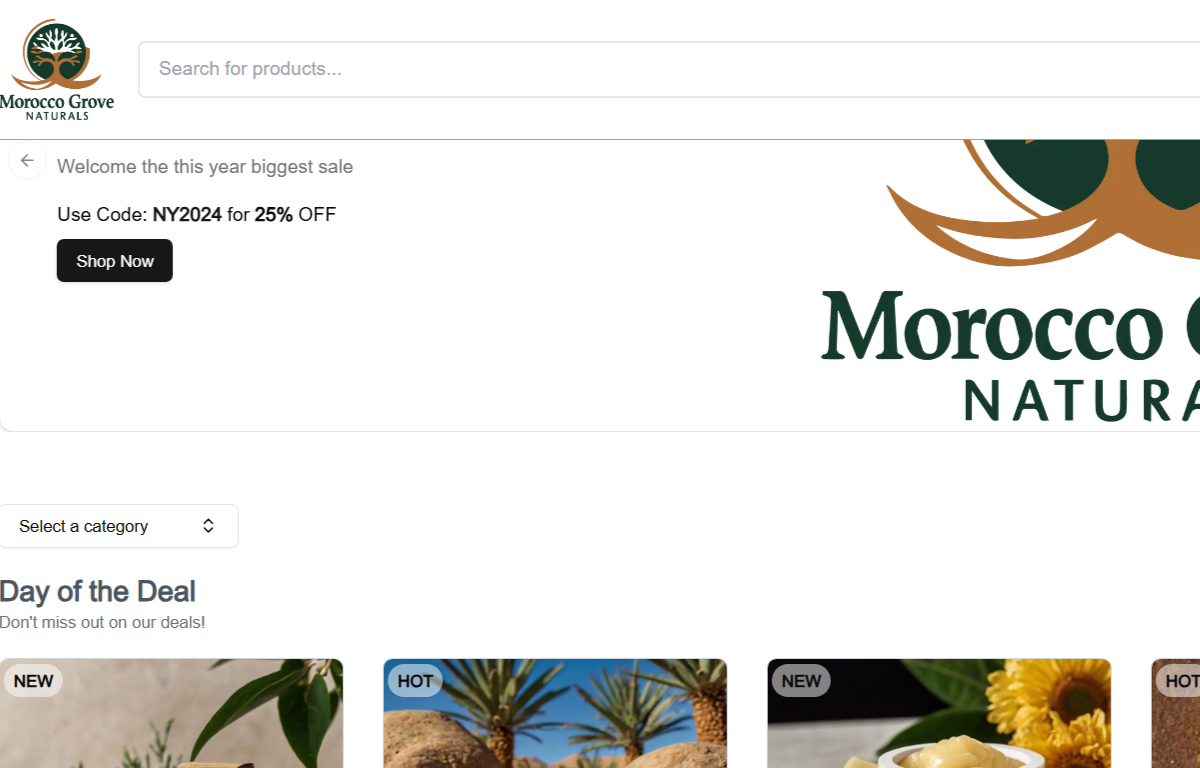 Morocco Grove
NATURALS
Search for products...
Welcome the this year biggest sale
Use Code: NY2024 for 25% OFF
Shop Now
Morocco
NATURA
Select a category
Day of the Deal
Don't miss out on our deals!
NEW
HOT
NEW
HOT